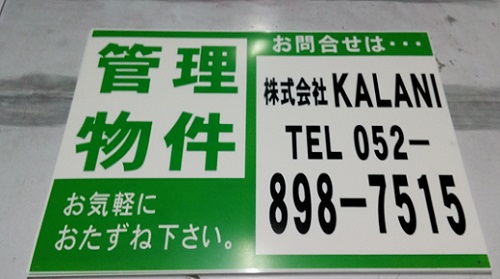 管理
物件
お気軽に
おたずね下さい。
お問合せは・・・
株式会社 KALANI
TEL 052-
898-7515